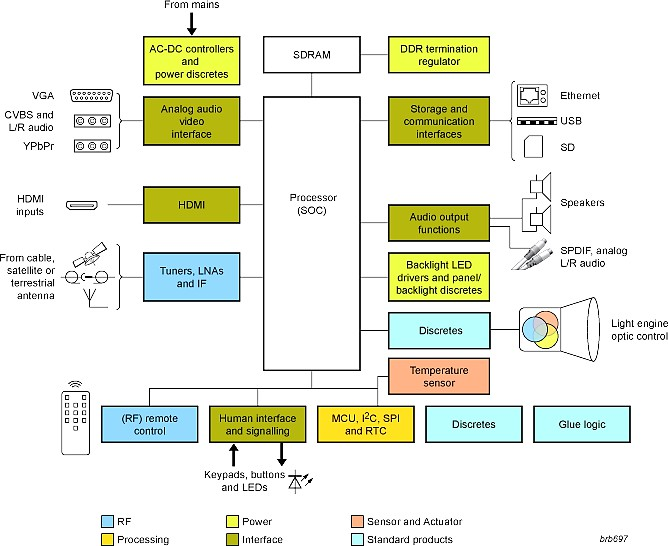 From mains
AC-DC controllers
and
power discretes
SDRAM
DDR termination
regulator
VGA
CVBS and
L/R audio
YPbPr
Analog audio
video
interface
Storage and
communication
interfaces
Ethernet
USB
SD
HDMI
inputs
HDMI
Processor
(SOC)
Audio output
functions
Speakers
SPDIF, analog
L/R audio
From cable,
satellite or
terrestrial
antenna
Tuners, LNAs
and IF
Backlight LED
drivers and panel/
backlight discretes
Discretes
Light engine
optic control
Temperature
sensor
(RF) remote
control
Human interface
and signalling
MCU, I²C, SPI
and RTC
Discretes
Glue logic
Keypads, buttons
and LEDs
RF
Power
Sensor and Actuator
Processing
Interface
Standard products
brb697